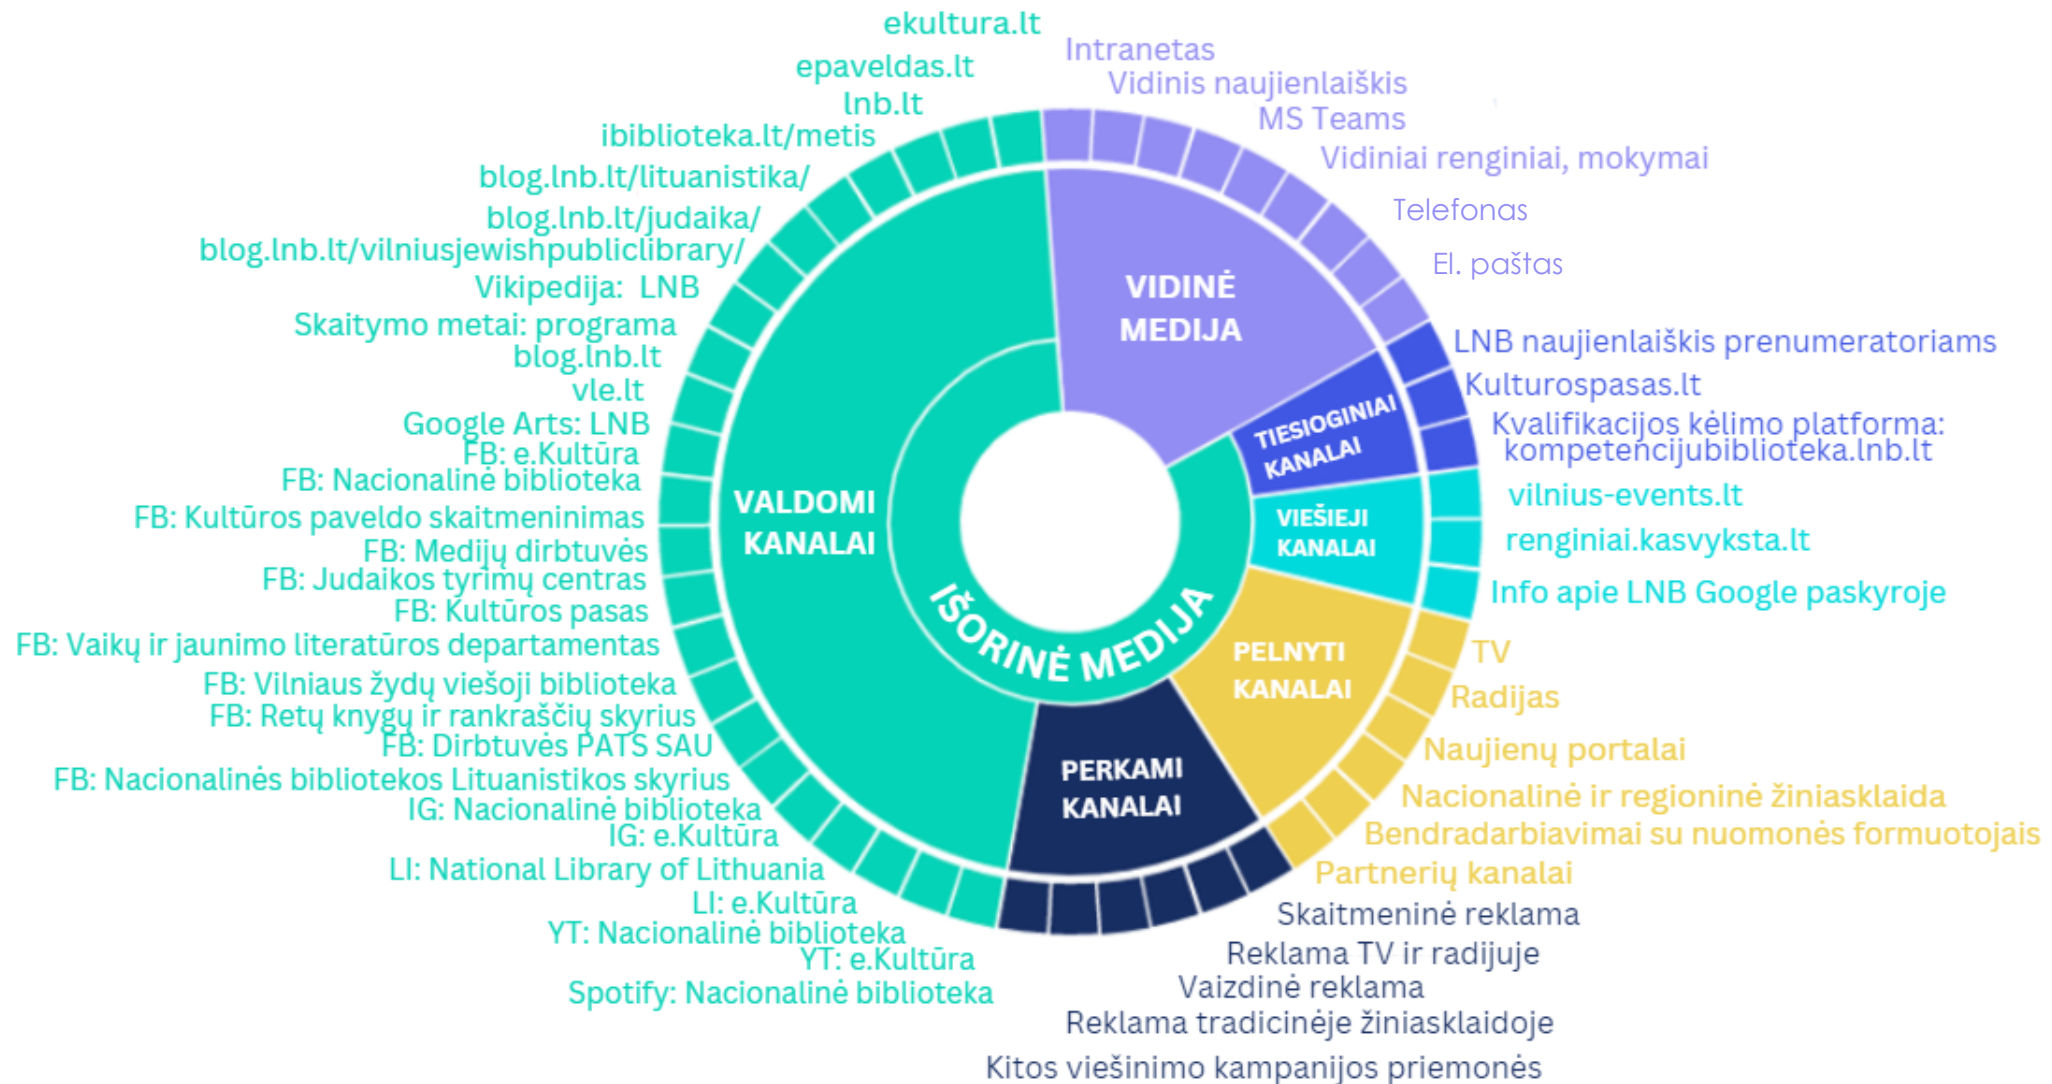 ekultura.lt
epaveldas.lt
lnb.lt
ibiblioteka.lt/metis
blog.lnb.lt/lituanistika/
blog.lnb.lt/judaika/
blog.lnb.lt/vilniusjewishpubliclibrary/
Vikipedija: LNB
Skaitymo metai: programa
blog.lnb.lt
vle.lt
Google Arts: LNB
FB: e.Kultūra
FB: Nacionalinė biblioteka
FB: Kultūros paveldo skaitmeninimas
FB: Medijų dirbtuvės
FB: Judaikos tyrimų centras
FB: Kultūros pasas
FB: Vaikų ir jaunimo literatūros departamentas
FB: Vilniaus žydų viešoji biblioteka
FB: Retų knygų ir rankraščių skyrius
FB: Dirbtuvės PATS SAU
FB: Nacionalinės bibliotekos Lituanistikos skyrius
IG: Nacionalinė biblioteka
IG: e.Kultūra
LI: National Library of Lithuania
LI: e.Kultūra
YT: Nacionalinė biblioteka
YT: e.Kultūra
Spotify: Nacionalinė biblioteka
VALDOMI
KANALAI
IŠORINĖ MEDIJA
VIDINĖ
MEDIJA
TIESIOGINIAI
KANALAI
VIEŠIEJI
KANALAI
PELNYTI
KANALAI
PERKAMI
KANALAI
Intranetas
Vidinis naujienlaiškis
MS Teams
Vidiniai renginiai, mokymai
Telefonas
El. paštas
LNB naujienlaiškis prenumeratoriams
Kulturospasas.lt
Kvalifikacijos kėlimo platforma:
kompetencijubiblioteka.lnb.lt
vilnius-events.lt
renginiai.kasvyksta.lt
Info apie LNB Google paskyroje
TV
Radijas
Naujienų portalai
Nacionalinė ir regioninė žiniasklaida
Bendradarbiavimai su nuomonės formuotojais
Partnerių kanalai
Skaitmeninė reklama
Reklama TV ir radijuje
Vaizdinė reklama
Reklama tradicinėje žiniasklaidoje
Kitos viešinimo kampanijos priemonės